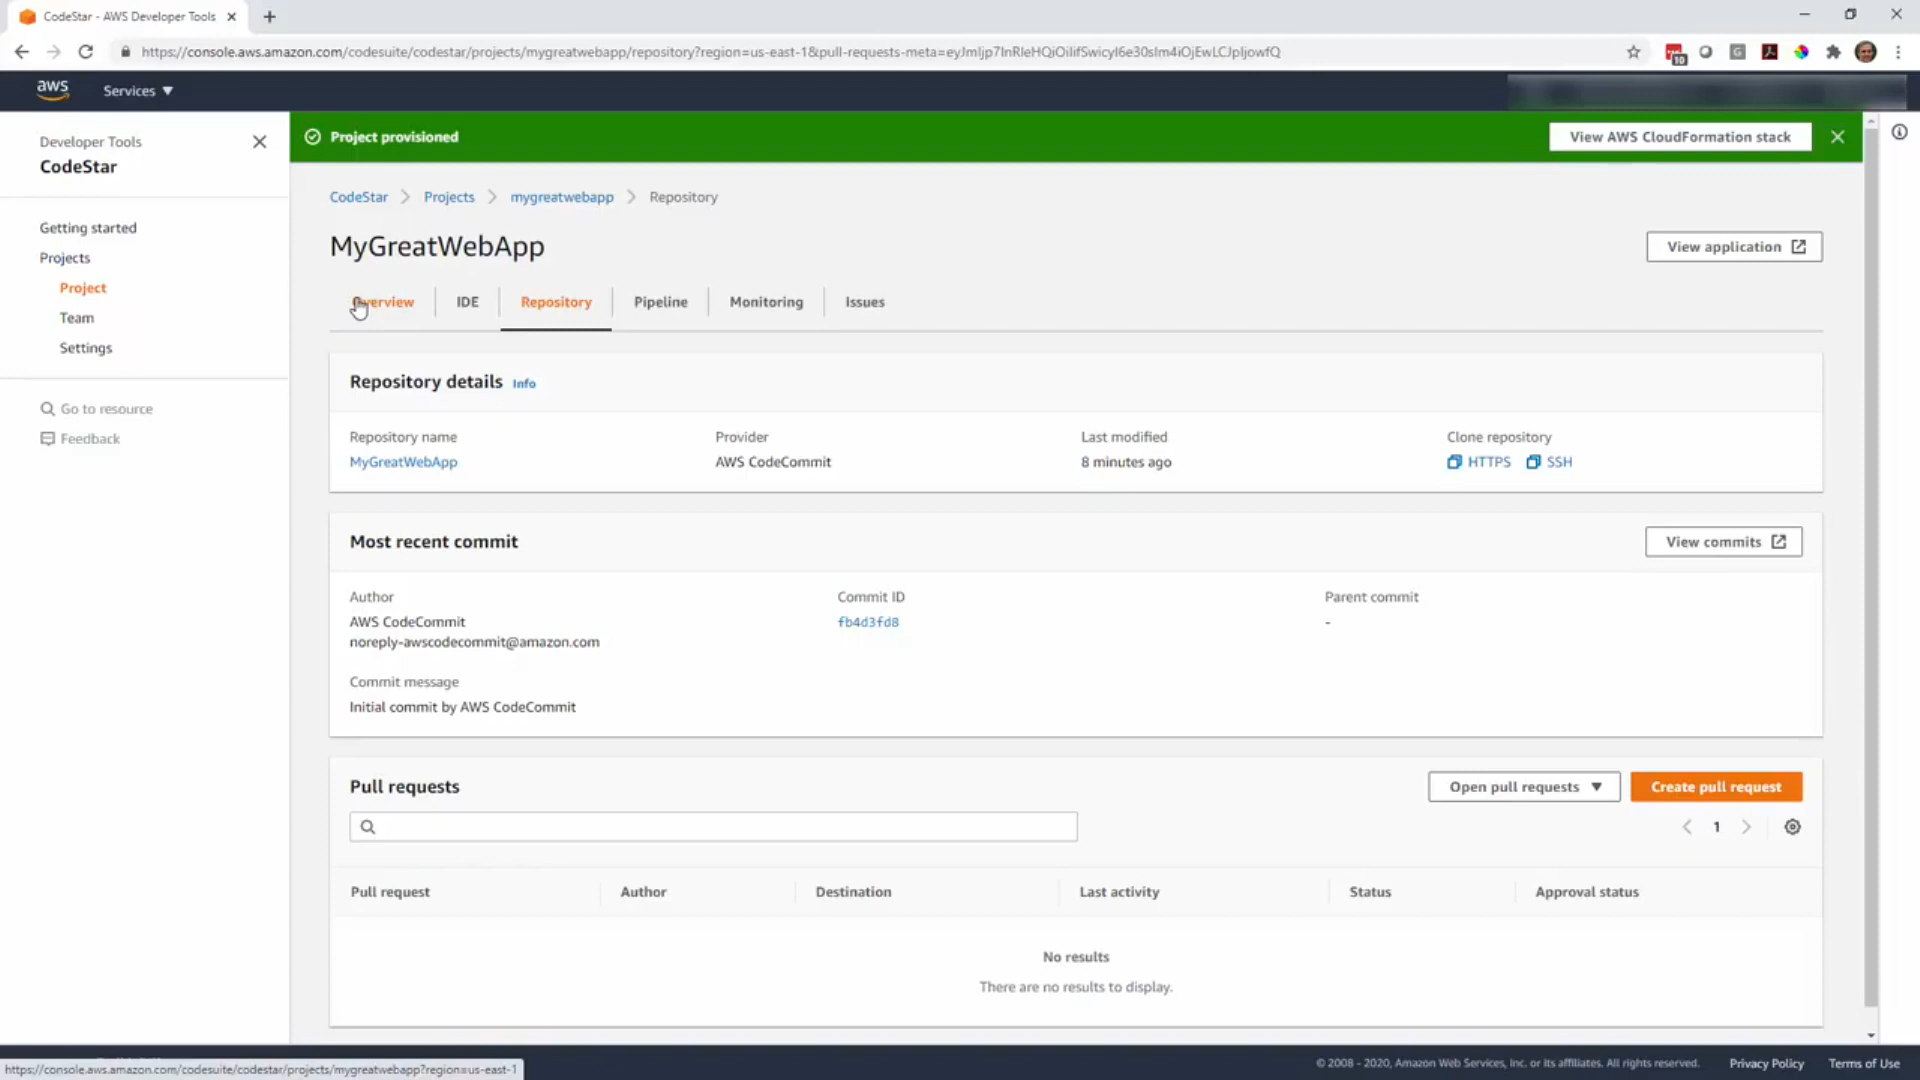 CodeStar - AWS Developer Tools
https://console.aws.amazon.com/codesuite/codestar/projects/mygreatwebapp/repository?region=us-east-1&pull-requests-meta=eyJmIjp7InRleHQiOiIifSwicyI6e30sIm4iOjEwLCJpIjowfQ
10
G
aws
Services ▼
Developer Tools
CodeStar
Getting started
Projects
Project
Team
Settings
Go to resource
Feedback
Project provisioned
View AWS CloudFormation stack
CodeStar > Projects > mygreatwebapp > Repository
MyGreatWebApp
View application
Overview IDE Repository Pipeline Monitoring Issues
Repository details Info
Repository name Provider Last modified Clone repository
MyGreatWebApp AWS CodeCommit 8 minutes ago HTTPS SSH
Most recent commit
View commits
Author Commit ID Parent commit
AWS CodeCommit fb4d3fd8 -
noreply-awscodecommit@amazon.com
Commit message
Initial commit by AWS CodeCommit
Pull requests
Open pull requests ▼ Create pull request
< 1 >
Pull request Author Destination Last activity Status Approval status
No results
There are no results to display.
https://console.aws.amazon.com/codesuite/codestar/projects/mygreatwebapp?region=us-east-1
© 2008 - 2020, Amazon Web Services, Inc. or its affiliates. All rights reserved. Privacy Policy Terms of Use